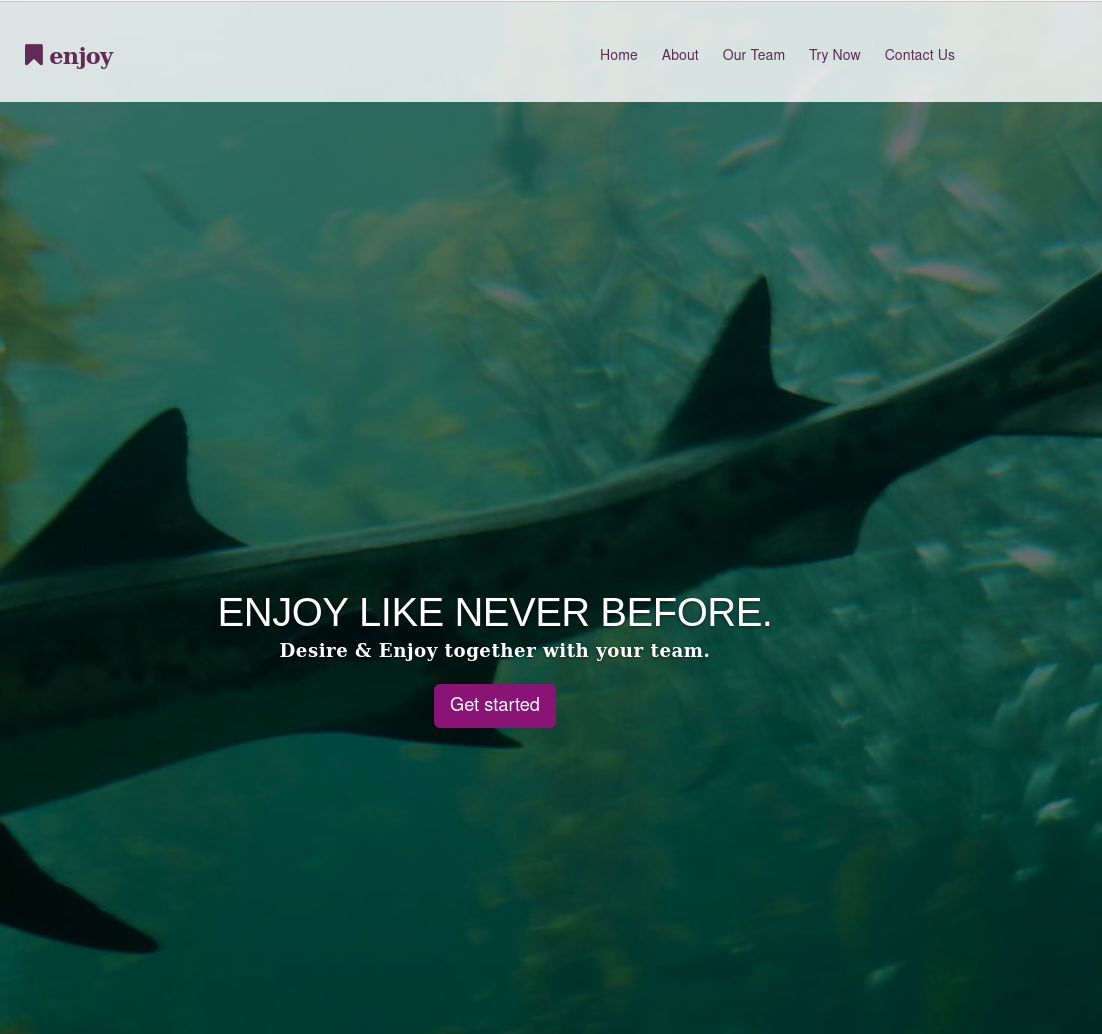 enjoy
Home About Our Team Try Now Contact Us
ENJOY LIKE NEVER BEFORE.
Desire & Enjoy together with your team.
Get started